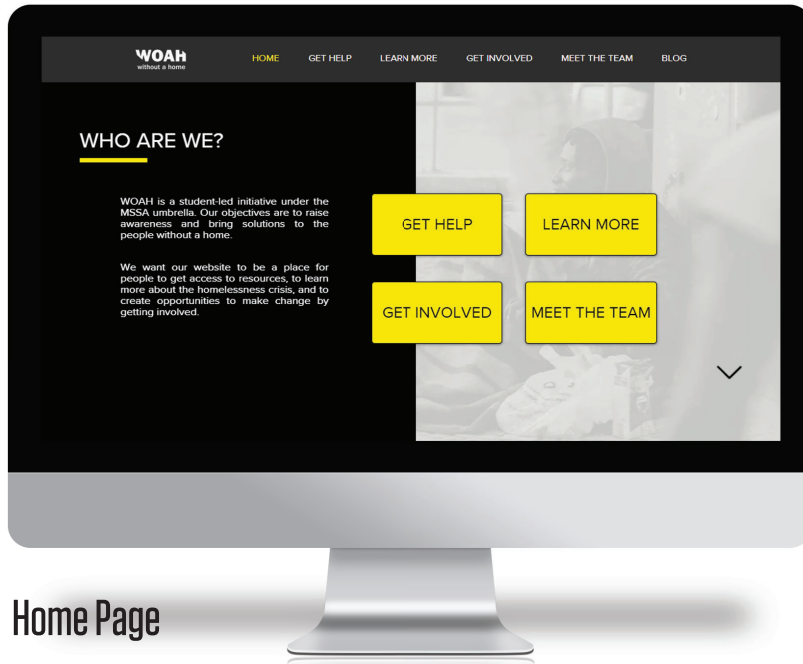 WOAH
without a home
HOME GET HELP LEARN MORE GET INVOLVED MEET THE TEAM BLOG
WHO ARE WE?
WOAH is a student-led initiative under the
MSSA umbrella. Our objectives are to raise
awareness and bring solutions to the
people without a home.
We want our website to be a place for
people to get access to resources, to learn
more about the homelessness crisis, and to
create opportunities to make change by
getting involved.
GET HELP LEARN MORE
GET INVOLVED MEET THE TEAM
Home Page